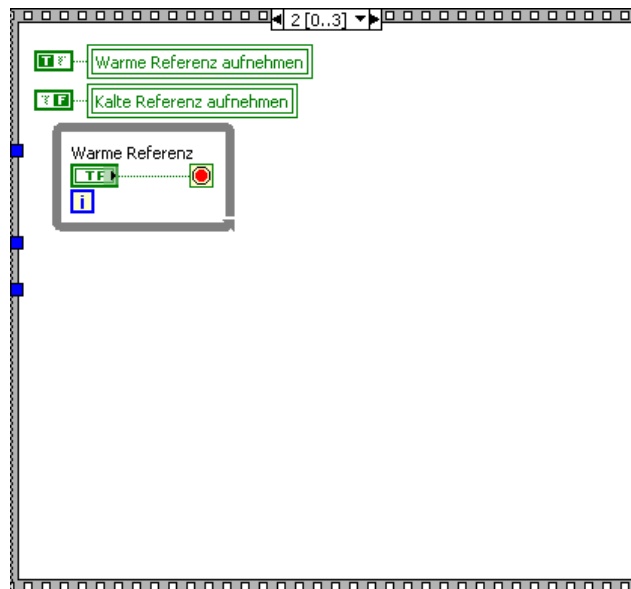 2 [0..3]
T F Warme Referenz aufnehmen
T F Kalte Referenz aufnehmen
Warme Referenz
TF
i